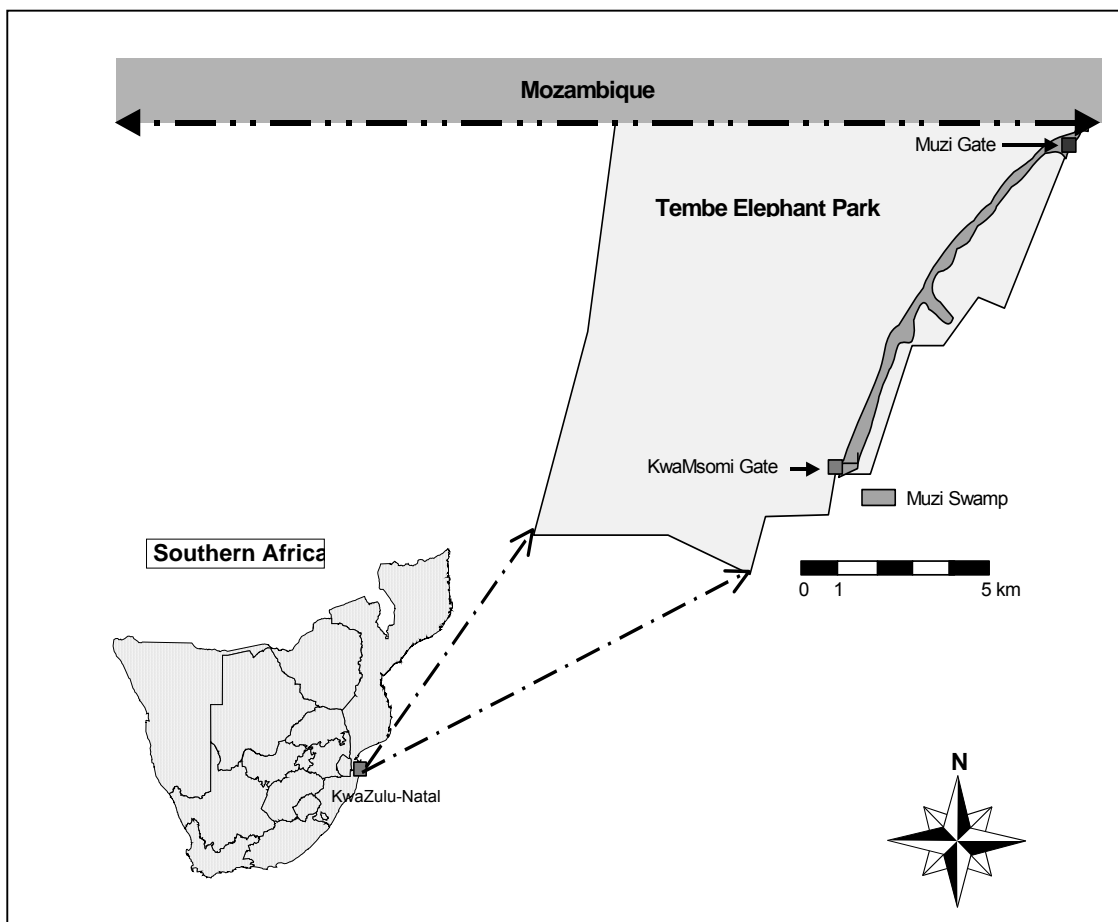 Mozambique
Muzi Gate
Tembe Elephant Park
KwaMsomi Gate
Muzi Swamp
Southern Africa
0 1 5 km
N
KwaZulu-Natal